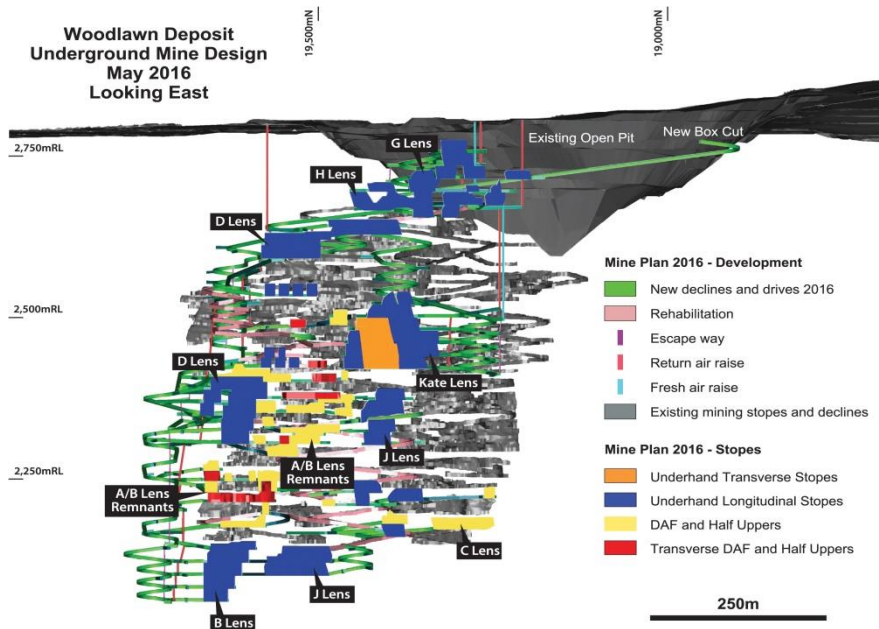 Woodlawn Deposit
Underground Mine Design
May 2016
Looking East
19,500mN
19,000mN
2,750mRL
2,500mRL
2,250mRL
Existing Open Pit
New Box Cut
G Lens
H Lens
D Lens
D Lens
Kate Lens
J Lens
A/B Lens
Remnants
A/B Lens
Remnants
C Lens
J Lens
B Lens
Mine Plan 2016 - Development
New declines and drives 2016
Rehabilitation
Escape way
Return air raise
Fresh air raise
Existing mining stopes and declines
Mine Plan 2016 - Stopes
Underhand Transverse Stopes
Underhand Longitudinal Stopes
DAF and Half Uppers
Transverse DAF and Half Uppers
250m